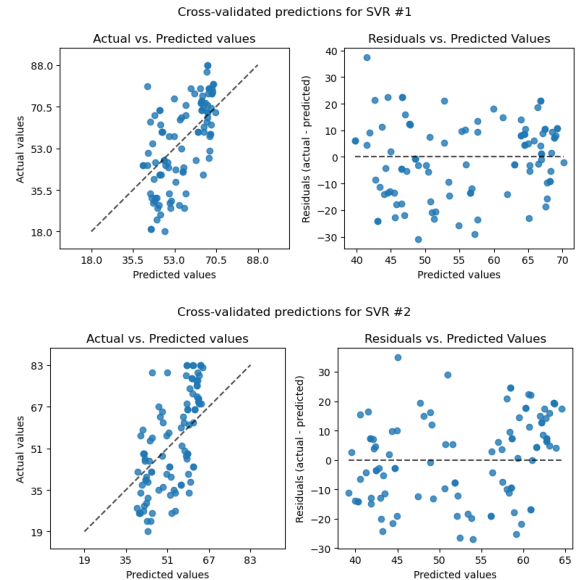 Cross-validated predictions for SVR #1
Actual vs. Predicted values
Residuals vs. Predicted Values
Actual values
88.0
70.5
53.0
35.5
18.0
18.0 35.5 53.0 70.5 88.0
Predicted values
Residuals (actual - predicted)
40
30
20
10
0
−10
−20
−30
40 45 50 55 60 65 70
Predicted values
Cross-validated predictions for SVR #2
Actual vs. Predicted values
Residuals vs. Predicted Values
Actual values
83
67
51
35
19
19 35 51 67 83
Predicted values
Residuals (actual - predicted)
30
20
10
0
−10
−20
−30
40 45 50 55 60 65
Predicted values